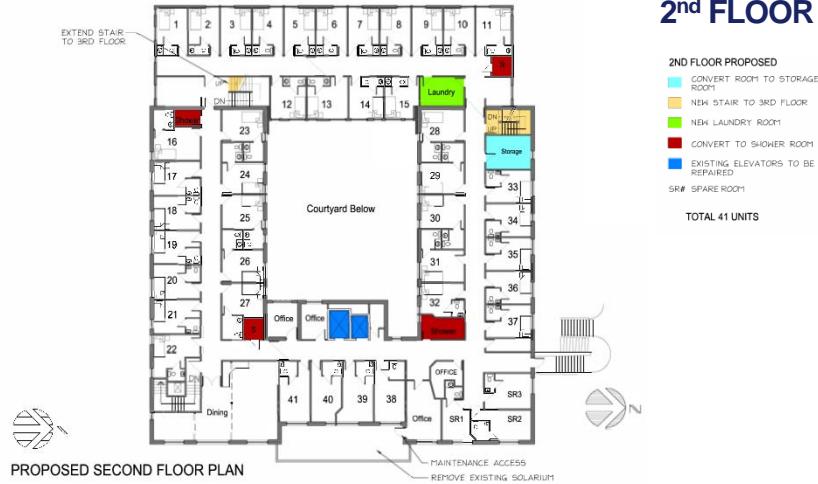 2nd FLOOR
2ND FLOOR PROPOSED
CONVERT ROOM TO STORAGE
ROOM
NEW STAIR TO 3RD FLOOR
NEW LAUNDRY ROOM
CONVERT TO SHOWER ROOM
EXISTING ELEVATORS TO BE
REPAIRED
SR# SPARE ROOM
TOTAL 41 UNITS
EXTEND STAIR
TO 3RD FLOOR
1 2 3 4 5 6 7 8 9 10 11
UP
DN
Laundry
12 13 14 15
DN
UP
Shower
16
23
28
Storage
17
24
29
33
18
25
Courtyard Below
30
34
19
26
31
35
20
27
32
36
21
S
Office
Office
Shower
37
22
DN
OFFICE
Dining
41 40 39 38
Office
SR1
SR3
SR2
N
MAINTENANCE ACCESS
REMOVE EXISTING SOLARIUM
PROPOSED SECOND FLOOR PLAN